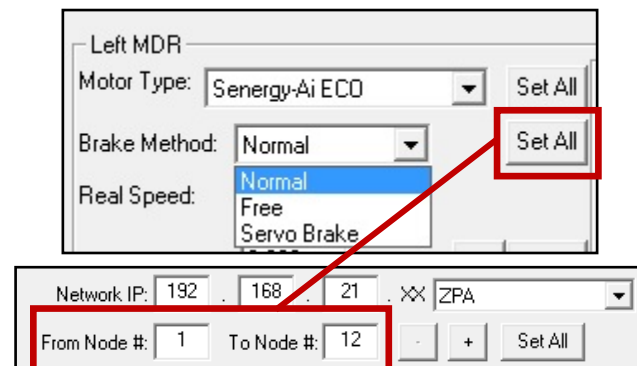 Left MDR
Motor Type: Senergy-Ai ECO Set All
Brake Method: Normal Set All
Normal
Real Speed:
Free
Servo Brake
Network IP: 192 . 168 . 21 . XX ZPA
From Node #: 1 To Node #: 12 - + Set All